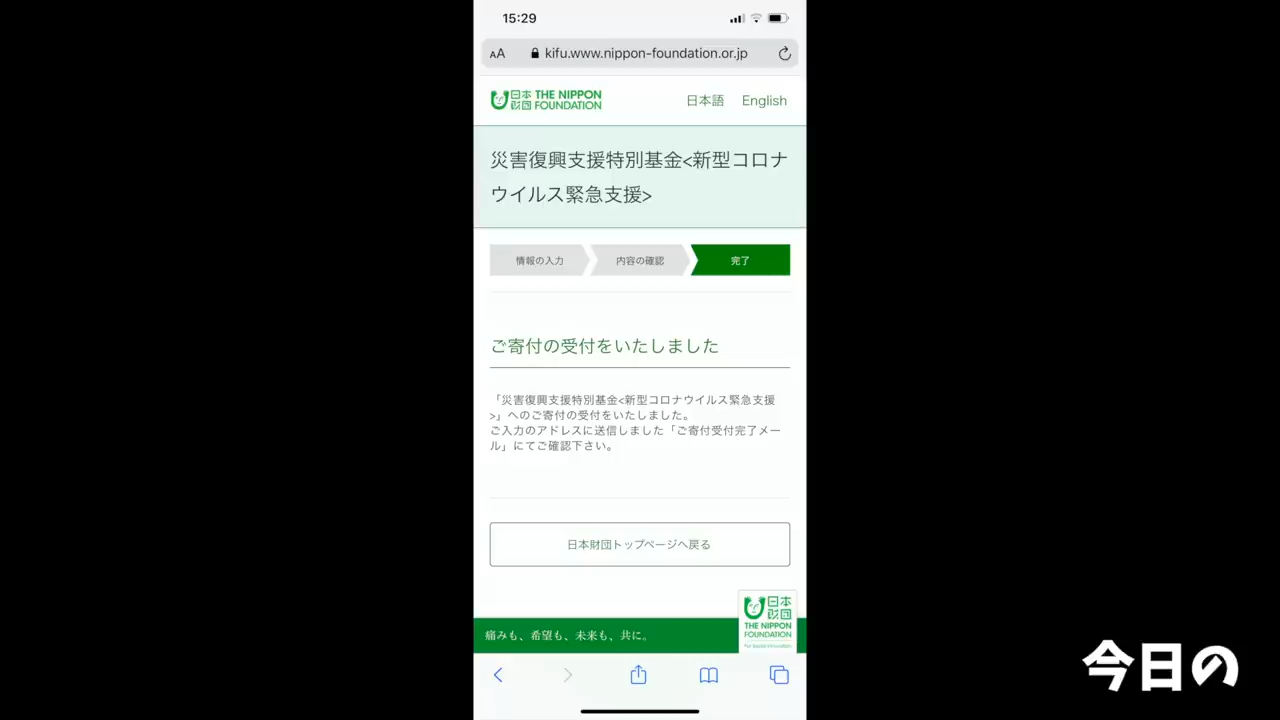 15:29
AA kifu.www.nippon-foundation.or.jp
日本財団 THE NIPPON FOUNDATION
日本語 English
災害復興支援特別基金<新型コロナ
ウイルス緊急支援>
情報の入力 内容の確認 完了
ご寄付の受付をいたしました
「災害復興支援特別基金<新型コロナウイルス緊急支援
>」へのご寄付の受付をいたしました。
ご入力のアドレスに送信しました「ご寄付受付完了メー
ル」にてご確認下さい。
日本財団トップページへ戻る
痛みも、希望も、未来も、共に。
日本
財団
THE NIPPON
FOUNDATION
For Social Innovation
今日の